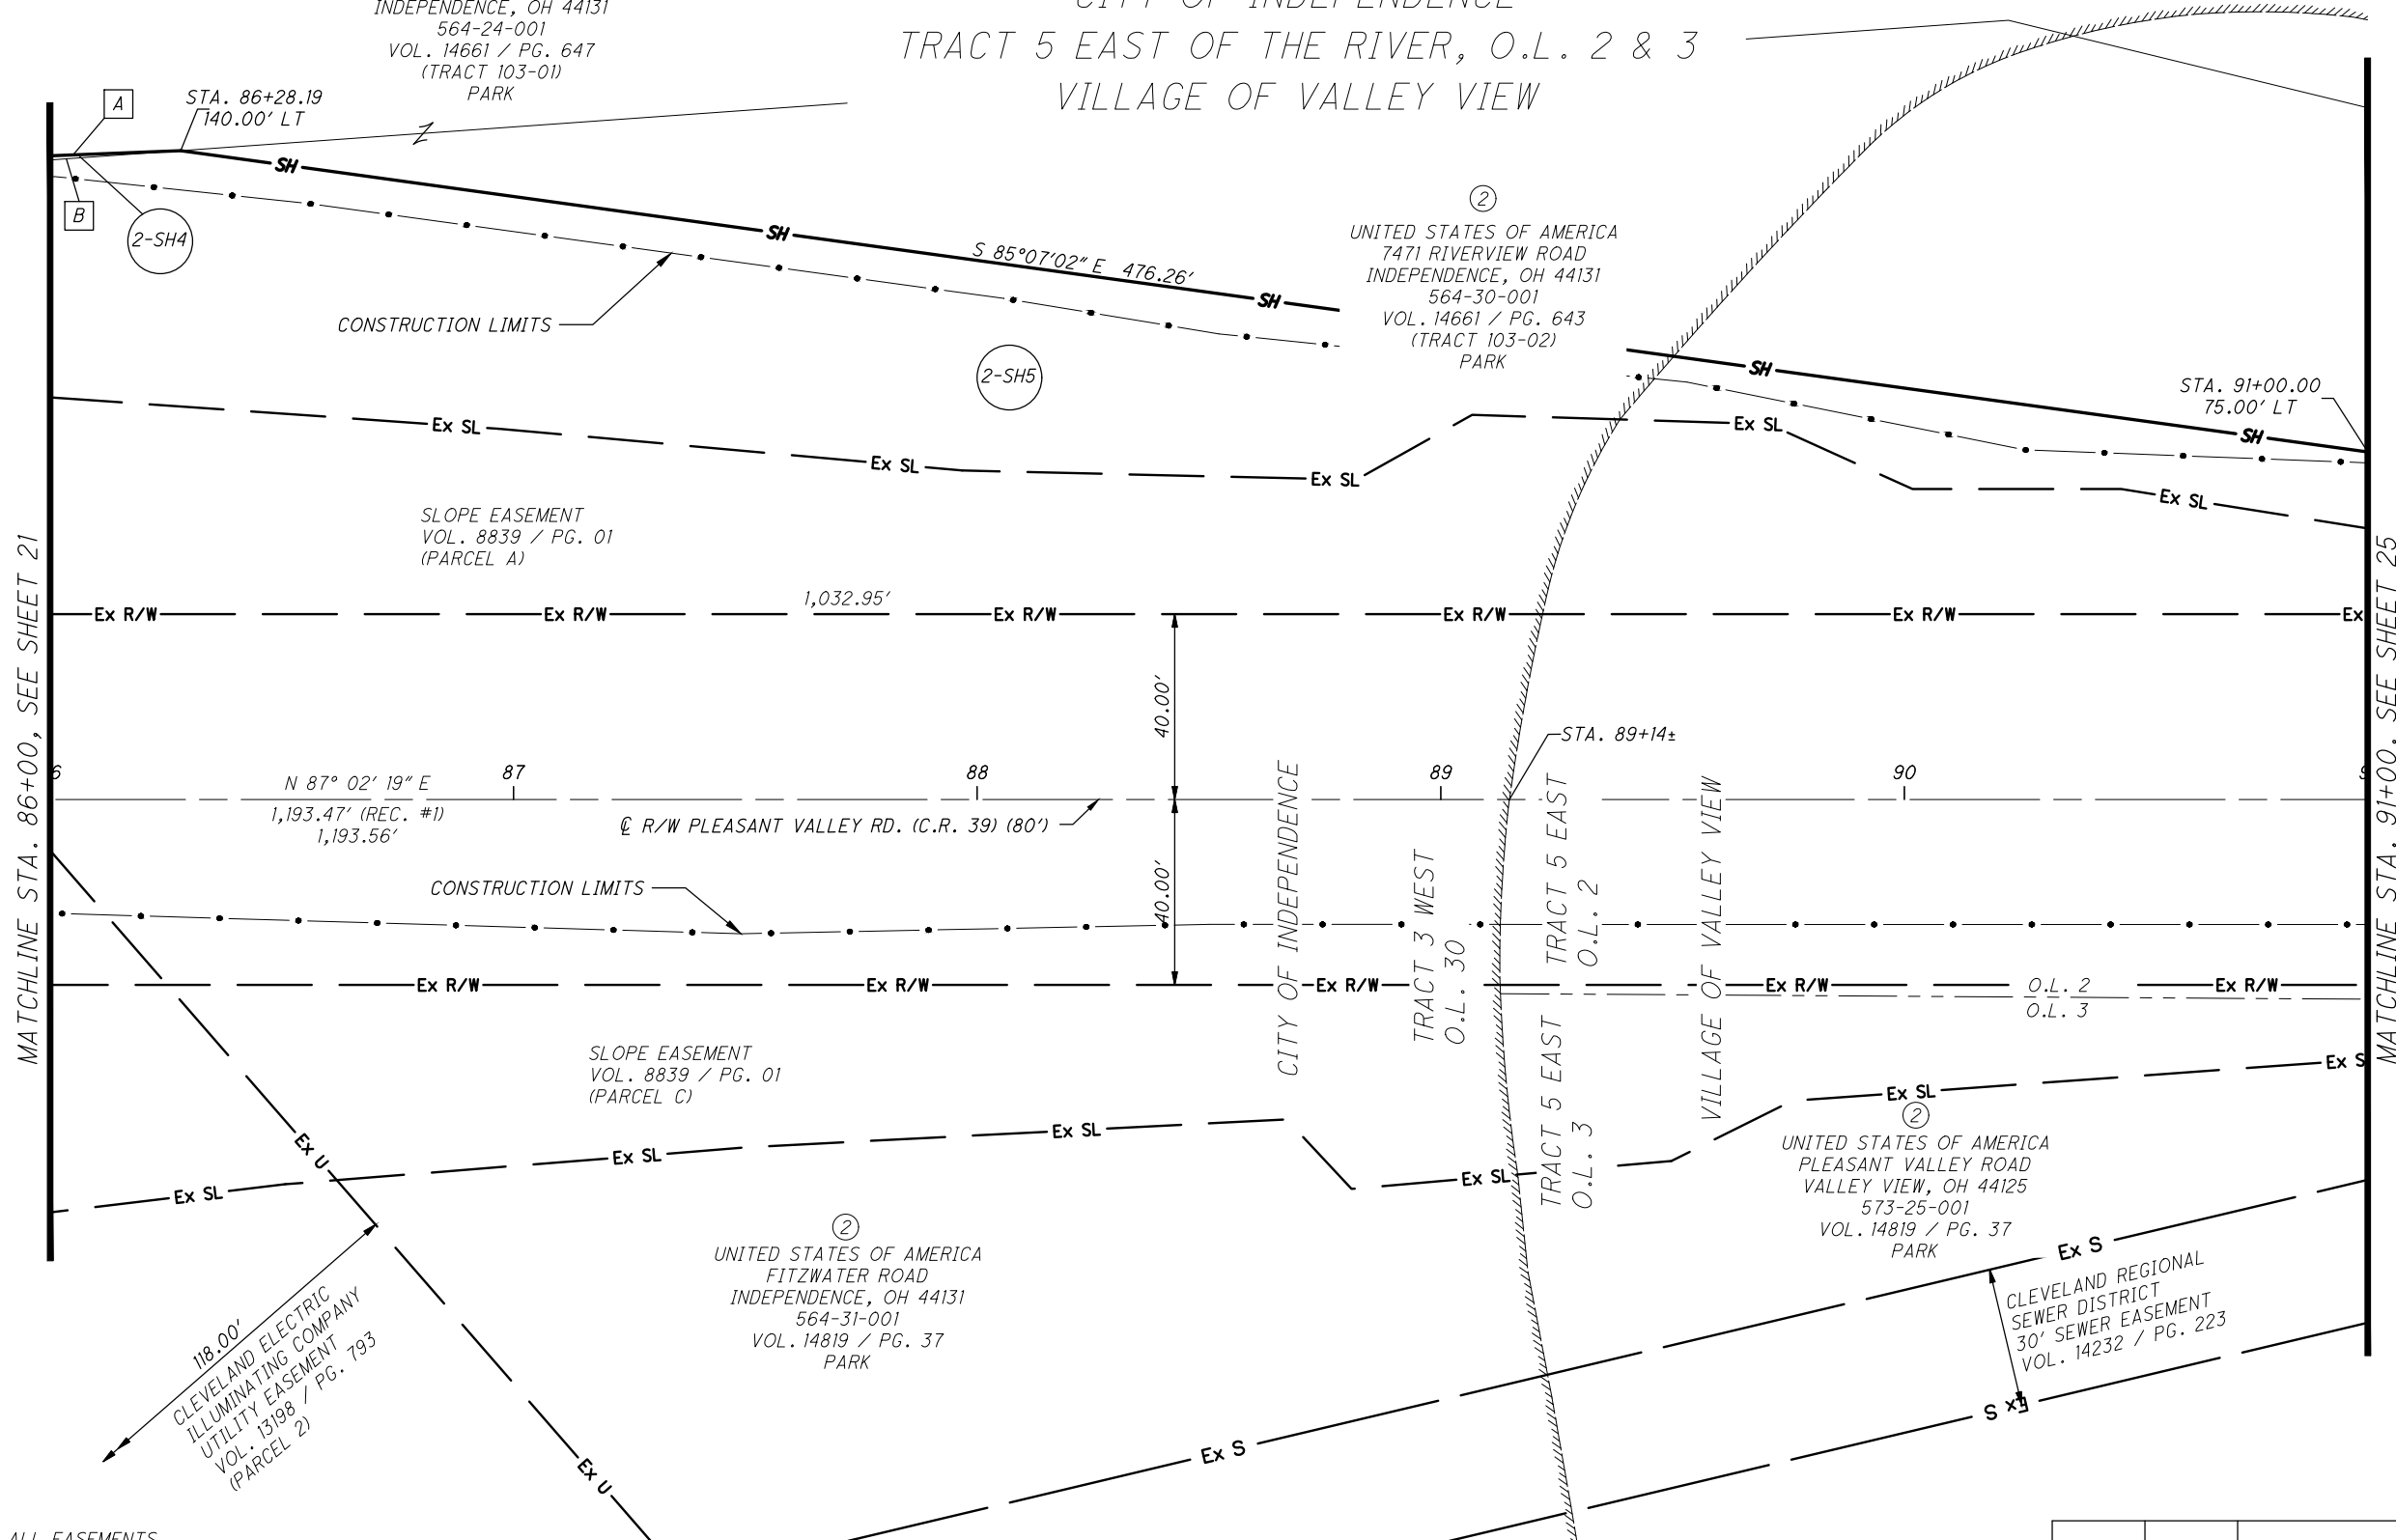 INDEPENDENCE, OH 44131
564-24-001
VOL. 14661 / PG. 647
(TRACT 103-01)
PARK
CITY OF INDEPENDENCE
TRACT 5 EAST OF THE RIVER, O.L. 2 & 3
VILLAGE OF VALLEY VIEW
A
STA. 86+28.19
140.00' LT
B
2-SH4
SH
SH
S 85°07'02" E 476.26'
SH
SH
SH
CONSTRUCTION LIMITS
2-SH5
2
UNITED STATES OF AMERICA
7471 RIVERVIEW ROAD
INDEPENDENCE, OH 44131
564-30-001
VOL. 14661 / PG. 643
(TRACT 103-02)
PARK
STA. 91+00.00
75.00' LT
Ex SL
Ex SL
Ex SL
Ex SL
Ex SL
SLOPE EASEMENT
VOL. 8839 / PG. 01
(PARCEL A)
MATCHLINE STA. 86+00, SEE SHEET 21
MATCHLINE STA. 91+00, SEE SHEET 25
1,032.95'
Ex R/W
Ex R/W
Ex R/W
Ex R/W
Ex R/W
Ex
40.00'
STA. 89+14±
6
87
88
89
90
9
N 87° 02' 19" E
1,193.47' (REC. #1)
1,193.56'
℄ R/W PLEASANT VALLEY RD. (C.R. 39) (80')
CONSTRUCTION LIMITS
40.00'
CITY OF INDEPENDENCE
TRACT 3 WEST
O.L. 30
TRACT 5 EAST
O.L. 2
VILLAGE OF VALLEY VIEW
Ex R/W
Ex R/W
Ex R/W
Ex R/W
Ex R/W
O.L. 2
O.L. 3
TRACT 5 EAST
O.L. 3
SLOPE EASEMENT
VOL. 8839 / PG. 01
(PARCEL C)
Ex SL
Ex SL
Ex SL
Ex SL
Ex SL
Ex S
Ex U
2
UNITED STATES OF AMERICA
PLEASANT VALLEY ROAD
VALLEY VIEW, OH 44125
573-25-001
VOL. 14819 / PG. 37
PARK
2
UNITED STATES OF AMERICA
FITZWATER ROAD
INDEPENDENCE, OH 44131
564-31-001
VOL. 14819 / PG. 37
PARK
118.00'
CLEVELAND ELECTRIC
ILLUMINATING COMPANY
UTILITY EASEMENT
VOL. 13198 / PG. 793
(PARCEL 2)
Ex U
Ex S
Ex S
CLEVELAND REGIONAL
SEWER DISTRICT
30' SEWER EASEMENT
VOL. 14232 / PG. 223
Ex S
ALL EASEMENTS